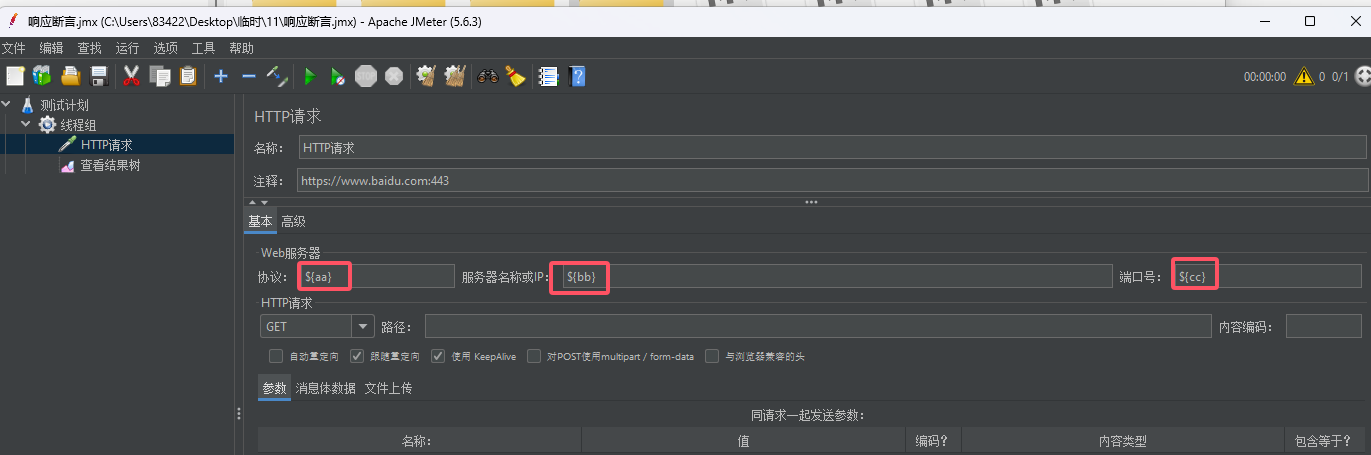 响应断言.jmx (C:\Users\83422\Desktop\临时\11\响应断言.jmx) - Apache JMeter (5.6.3)
文件 编辑 查找 运行 选项 工具 帮助
STOP
00:00:00 0 0/1
测试计划
线程组
HTTP请求
查看结果树
HTTP请求
名称: HTTP请求
注释: https://www.baidu.com:443
基本 高级
Web服务器
协议: ${aa} 服务器名称或IP: ${bb} 端口号: ${cc}
HTTP请求
GET 路径: 内容编码:
自动重定向 跟随重定向 使用 KeepAlive 对POST使用multipart / form-data 与浏览器兼容的头
参数 消息体数据 文件上传
同请求一起发送参数:
名称: 值 编码? 内容类型 包含等于?